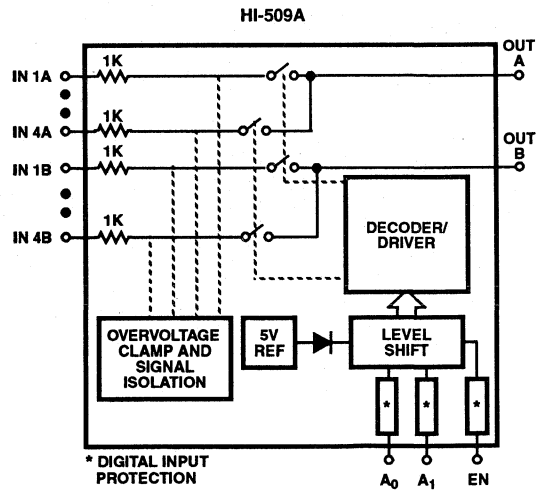 HI-509A
OUT
A
IN 1A
1K
IN 4A
1K
OUT
B
IN 1B
1K
IN 4B
1K
DECODER/
DRIVER
OVERVOLTAGE
CLAMP AND
SIGNAL
ISOLATION
5V
REF
LEVEL
SHIFT
*
*
*
* DIGITAL INPUT
PROTECTION
A0
A1
EN